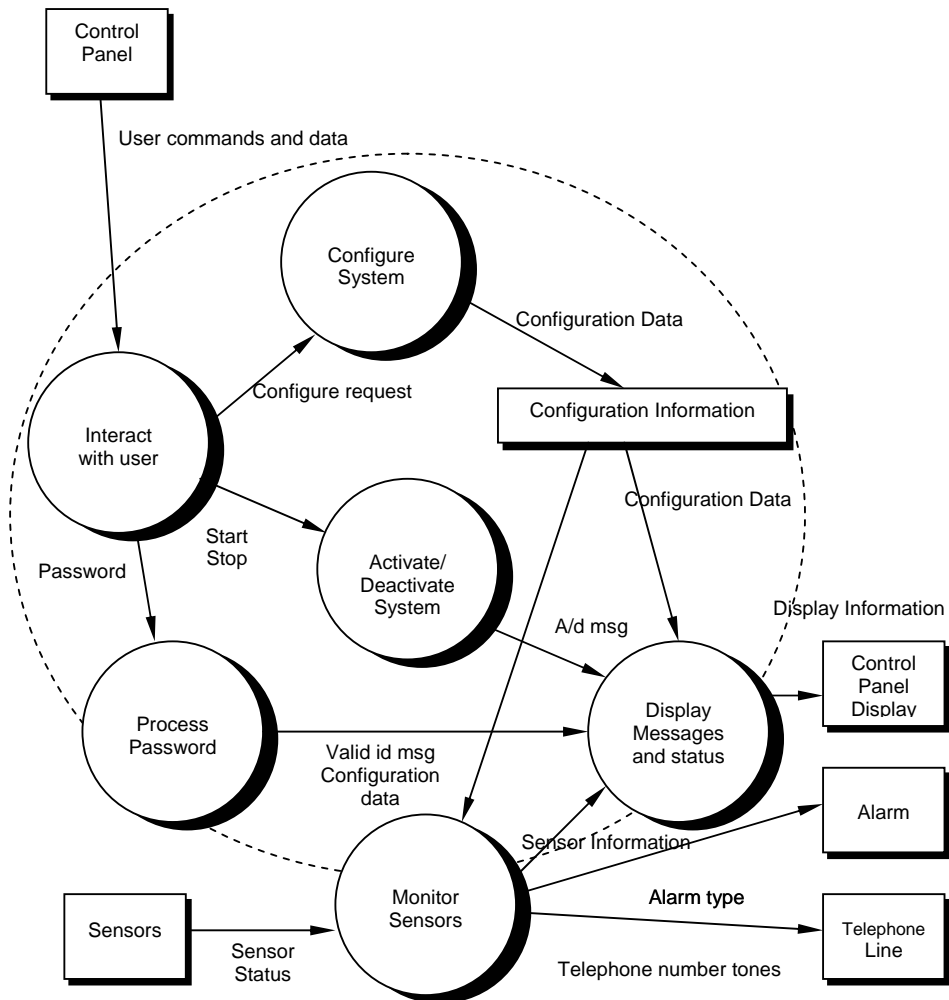 Control
Panel
User commands and data
Configure
System
Configuration Data
Configure request
Configuration Information
Interact
with user
Configuration Data
Start
Stop
Password
Activate/
Deactivate
System
Display Information
A/d msg
Control
Panel
Display
Process
Password
Display
Messages
and status
Valid id msg
Configuration
data
Alarm
Sensor Information
Monitor
Sensors
Alarm type
Sensors
Telephone
Line
Sensor
Status
Telephone number tones